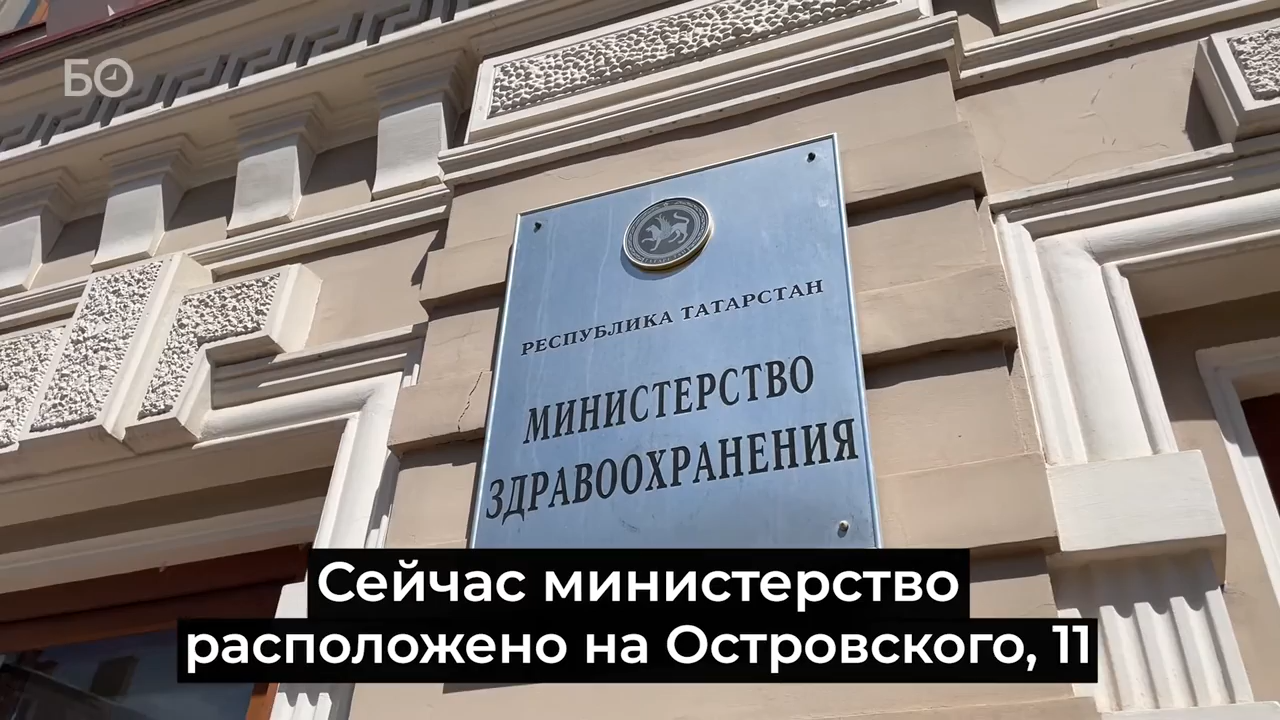 БО
РЕСПУБЛИКА ТАТАРСТАН
МИНИСТЕРСТВО
ЗДРАВООХРАНЕНИЯ
Сейчас министерство
расположено на Островского, 11